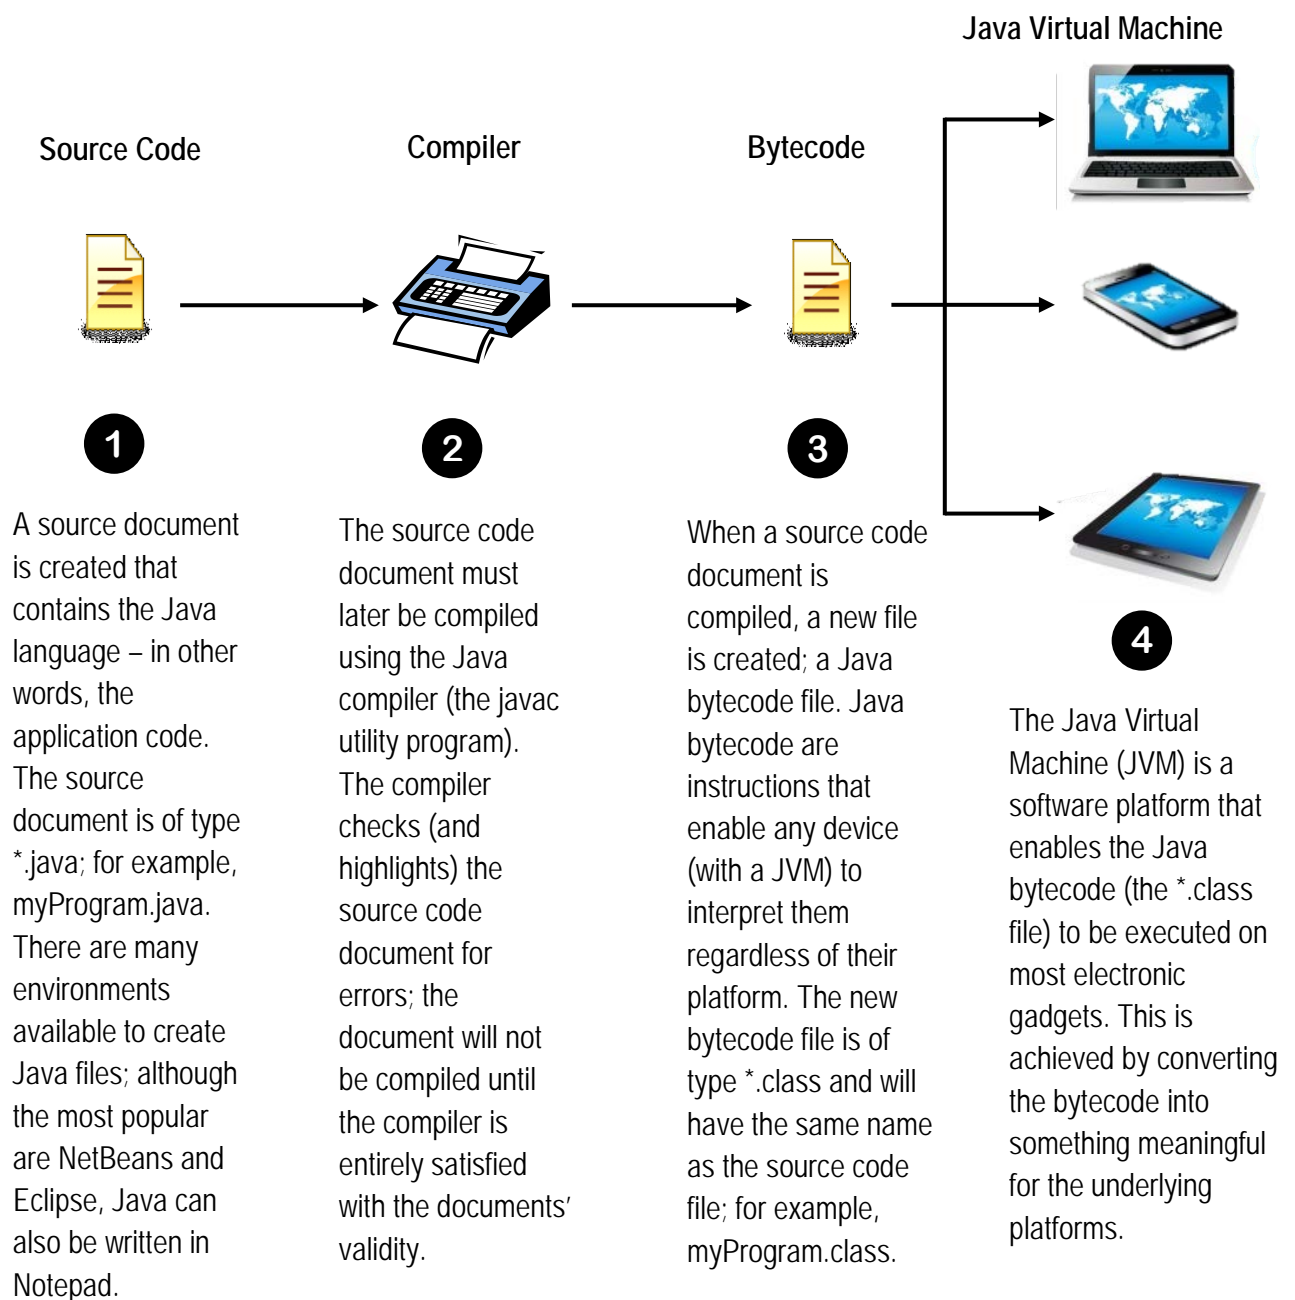 Java Virtual Machine
Source Code
Compiler
Bytecode
1
A source document
is created that
contains the Java
language – in other
words, the
application code.
The source
document is of type
*.java; for example,
myProgram.java.
There are many
environments
available to create
Java files; although
the most popular
are NetBeans and
Eclipse, Java can
also be written in
Notepad.
2
The source code
document must
later be compiled
using the Java
compiler (the javac
utility program).
The compiler
checks (and
highlights) the
source code
document for
errors; the
document will not
be compiled until
the compiler is
entirely satisfied
with the documents’
validity.
3
When a source code
document is
compiled, a new file
is created; a Java
bytecode file. Java
bytecode are
instructions that
enable any device
(with a JVM) to
interpret them
regardless of their
platform. The new
bytecode file is of
type *.class and will
have the same name
as the source code
file; for example,
myProgram.class.
4
The Java Virtual
Machine (JVM) is a
software platform that
enables the Java
bytecode (the *.class
file) to be executed on
most electronic
gadgets. This is
achieved by converting
the bytecode into
something meaningful
for the underlying
platforms.